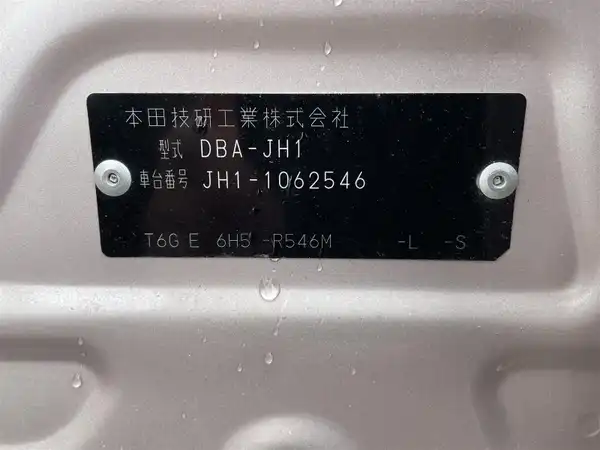 本田技研工業株式会社
型式 DBA-JH1
車台番号 JH1-1062546
T6G E 6H5 -R546M -L -S